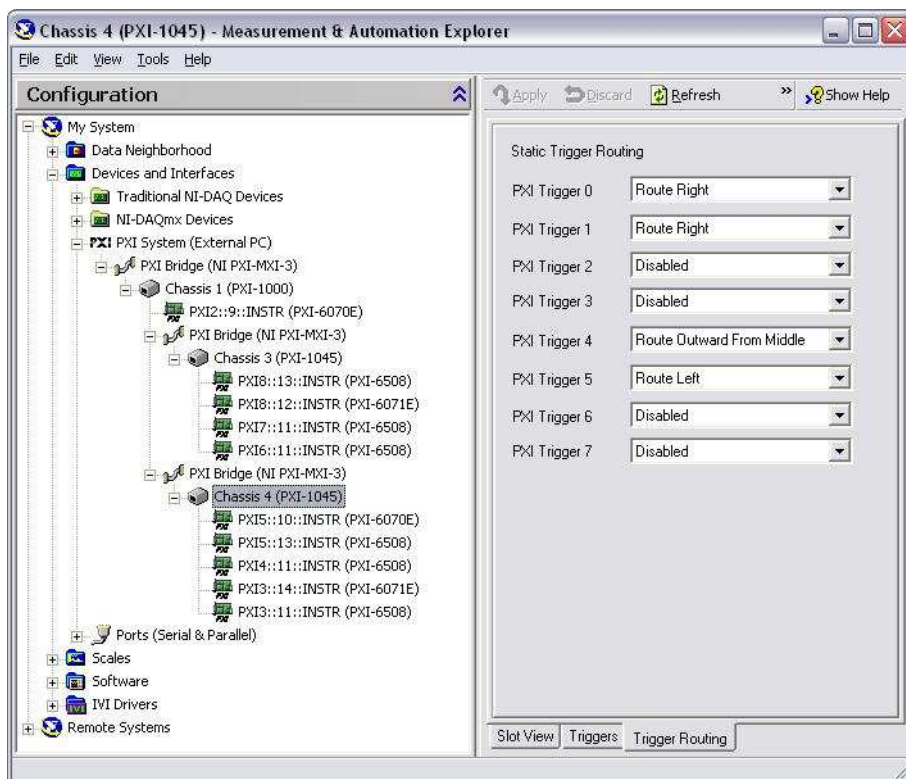 Chassis 4 (PXI-1045) - Measurement & Automation Explorer
File Edit View Tools Help
Configuration
My System
Data Neighborhood
Devices and Interfaces
Traditional NI-DAQ Devices
NI-DAQmx Devices
PXI PXI System (External PC)
PXI Bridge (NI PXI-MXI-3)
Chassis 1 (PXI-1000)
PXI2::9::INSTR (PXI-6070E)
PXI Bridge (NI PXI-MXI-3)
Chassis 3 (PXI-1045)
PXI8::13::INSTR (PXI-6508)
PXI8::12::INSTR (PXI-6071E)
PXI7::11::INSTR (PXI-6508)
PXI6::11::INSTR (PXI-6508)
PXI Bridge (NI PXI-MXI-3)
Chassis 4 (PXI-1045)
PXI5::10::INSTR (PXI-6070E)
PXI5::13::INSTR (PXI-6508)
PXI4::11::INSTR (PXI-6508)
PXI3::14::INSTR (PXI-6071E)
PXI3::11::INSTR (PXI-6508)
Ports (Serial & Parallel)
Scales
Software
IVI Drivers
Remote Systems
Apply Discard Refresh » Show Help
Static Trigger Routing
PXI Trigger 0 Route Right
PXI Trigger 1 Route Right
PXI Trigger 2 Disabled
PXI Trigger 3 Disabled
PXI Trigger 4 Route Outward From Middle
PXI Trigger 5 Route Left
PXI Trigger 6 Disabled
PXI Trigger 7 Disabled
Slot View Triggers Trigger Routing